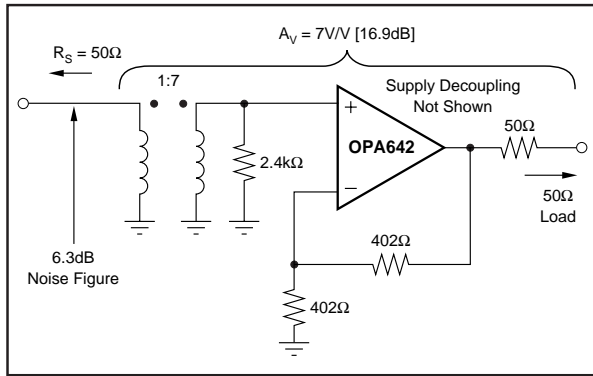 A_V = 7V/V [16.9dB]
R_S = 50Ω
1:7
Supply Decoupling
Not Shown
+
OPA642
–
50Ω
2.4kΩ
50Ω
Load
402Ω
6.3dB
Noise Figure
402Ω